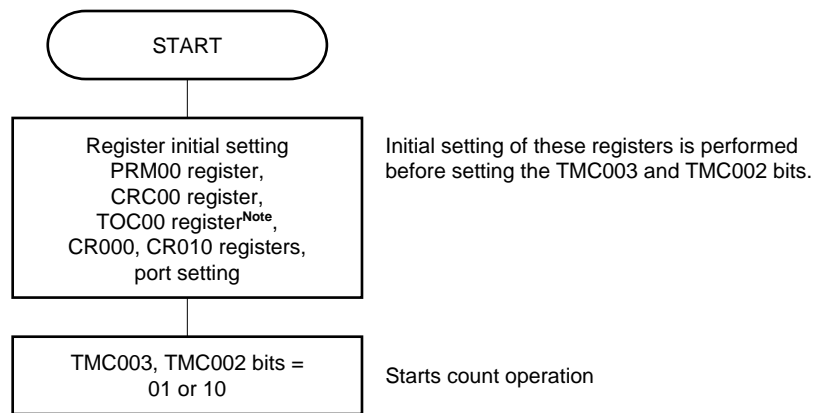 START
Register initial setting
PRM00 register,
CRC00 register,
TOC00 registerNote,
CR000, CR010 registers,
port setting
Initial setting of these registers is performed
before setting the TMC003 and TMC002 bits.
TMC003, TMC002 bits =
01 or 10
Starts count operation